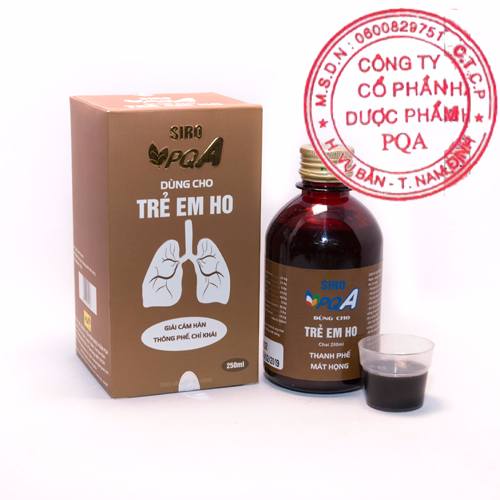 SIRO
PQA
DÙNG CHO
TRẺ EM HO
GIẢI CẢM HÀN
THÔNG PHẾ, CHỈ KHÁI
250ml
SIRO
PQA
DÙNG CHO
TRẺ EM HO
Chai 250ml
THANH PHẾ
MÁT HỌNG
M.S.D.N: 0600829751
C.T.C.P
CÔNG TY
CỔ PHẦN
DƯỢC PHẨM
PQA
H. VỤ BẢN - T. NAM ĐỊNH